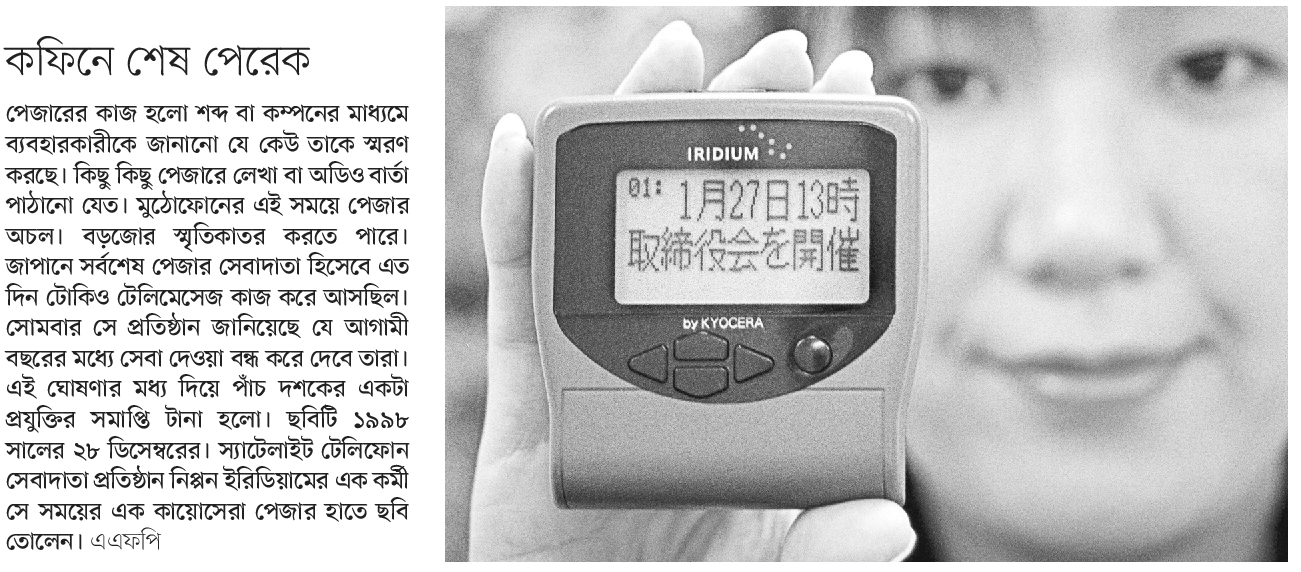 কফিনে শেষ পেরেক
পেজারের কাজ হলো শব্দ বা কম্পনের মাধ্যমে
ব্যবহারকারীকে জানানো যে কেউ তাকে স্মরণ
করছে। কিছু কিছু পেজারে লেখা বা অডিও বার্তা
পাঠানো যেত। মুঠোফোনের এই সময়ে পেজার
অচল। বড়জোর স্মৃতিকাতর করতে পারে।
জাপানে সর্বশেষ পেজার সেবাদাতা হিসেবে এত
দিন টোকিও টেলিমেসেজ কাজ করে আসছিল।
সোমবার সে প্রতিষ্ঠান জানিয়েছে যে আগামী
বছরের মধ্যে সেবা দেওয়া বন্ধ করে দেবে তারা।
এই ঘোষণার মধ্য দিয়ে পাঁচ দশকের একটা
প্রযুক্তির সমাপ্তি টানা হলো। ছবিটি ১৯৯৮
সালের ২৮ ডিসেম্বরের। স্যাটেলাইট টেলিফোন
সেবাদাতা প্রতিষ্ঠান নিপ্পন ইরিডিয়ামের এক কর্মী
সে সময়ের এক কায়োসেরা পেজার হাতে ছবি
তোলেন। এএফপি
IRIDIUM
01: 1月27日13時
取締役会を開催
by KYOCERA